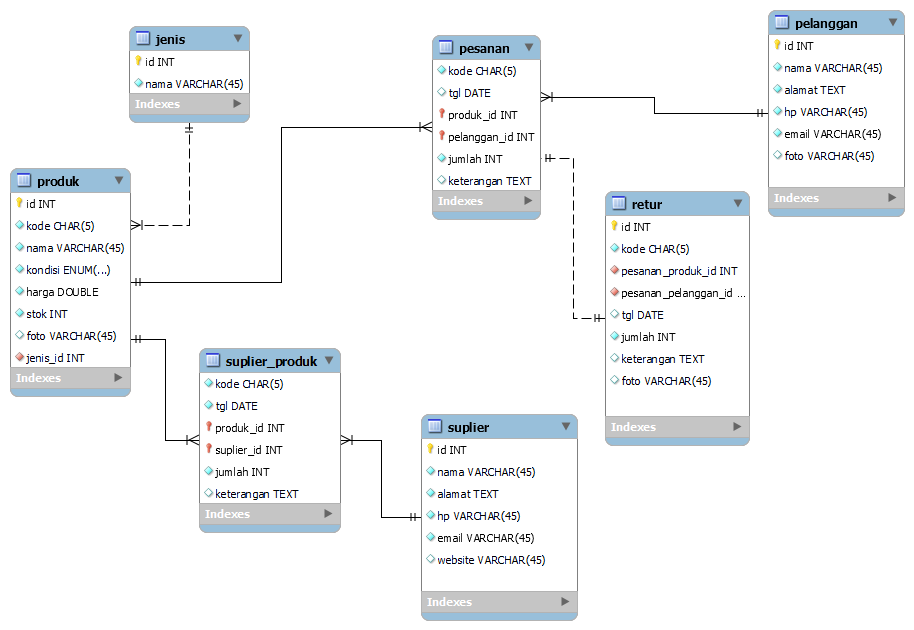 jenis
id INT
nama VARCHAR(45)
Indexes
pesanan
kode CHAR(5)
tgl DATE
produk_id INT
pelanggan_id INT
jumlah INT
keterangan TEXT
Indexes
pelanggan
id INT
nama VARCHAR(45)
alamat TEXT
hp VARCHAR(45)
email VARCHAR(45)
foto VARCHAR(45)
Indexes
produk
id INT
kode CHAR(5)
nama VARCHAR(45)
kondisi ENUM(...)
harga DOUBLE
stok INT
foto VARCHAR(45)
jenis_id INT
Indexes
retur
id INT
kode CHAR(5)
pesanan_produk_id INT
pesanan_pelanggan_id ...
tgl DATE
jumlah INT
keterangan TEXT
foto VARCHAR(45)
Indexes
suplier_produk
kode CHAR(5)
tgl DATE
produk_id INT
suplier_id INT
jumlah INT
keterangan TEXT
Indexes
suplier
id INT
nama VARCHAR(45)
alamat TEXT
hp VARCHAR(45)
email VARCHAR(45)
website VARCHAR(45)
Indexes